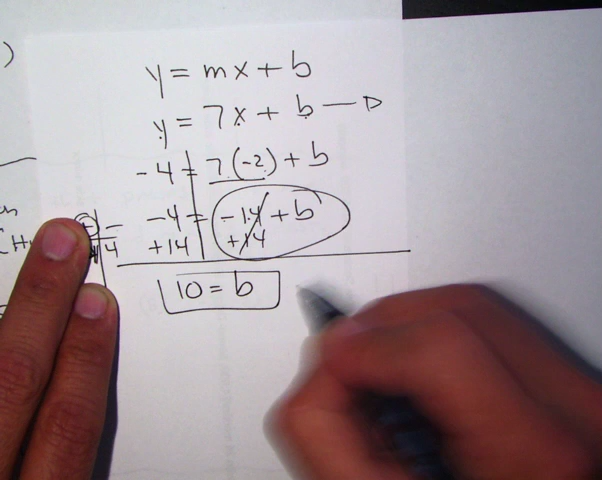 )
y = mx + b
y = 7x + b
-4 = 7(-2) + b
-4 = -14 + b
+14 +14
10 = b